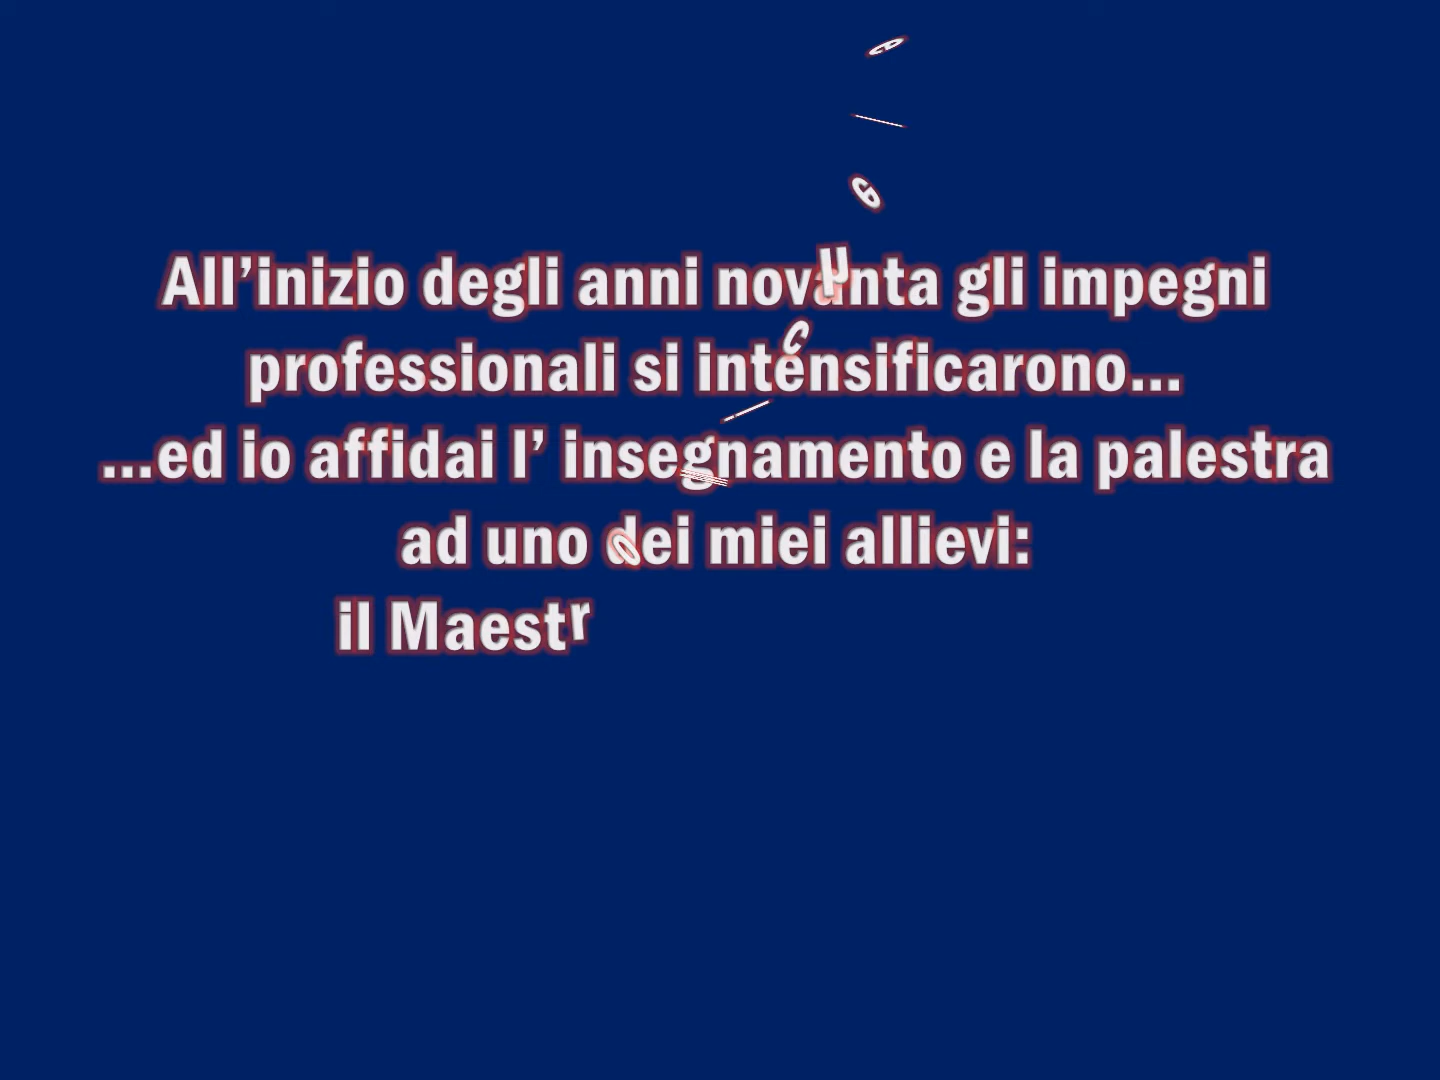 All’inizio degli anni novanta gli impegni
professionali si intensificarono...
...ed io affidai l’ insegnamento e la palestra
ad uno dei miei allievi:
il Maestr